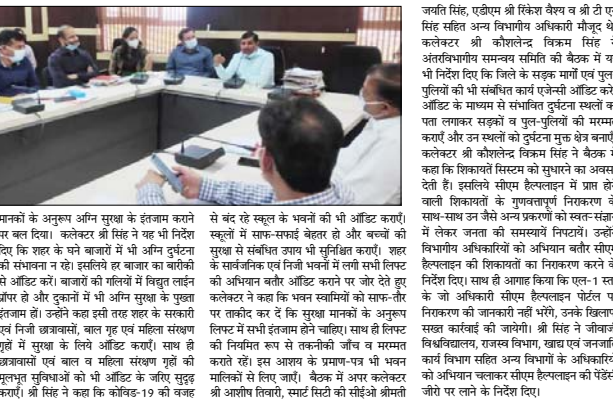 मानकों के अनुरूप अग्नि सुरक्षा के इंतजाम कराने
पर बल दिया। कलेक्टर श्री सिंह ने यह भी निर्देश
दिए कि शहर के घने बाजारों में भी अग्नि दुर्घटना
की संभावना न रहे। इसलिये हर बाजार का बारीकी
से ऑडिट करें। बाजारों की गलियों में विद्युत लाईन
प्रॉपर हो और दुकानों में भी अग्नि सुरक्षा के पुख्ता
इंतजाम हों। उन्होने कहा इसी तरह शहर के सरकारी
एवं निजी छात्रावासों, बाल गृह एवं महिला संरक्षण
गृहों में सुरक्षा के लिये ऑडिट कराएँ। साथ ही
छात्रावासों एवं बाल व महिला संरक्षण गृहों की
मूलभूत सुविधाओं को भी ऑडिट के जरिए सुदृढ़
कराएँ। श्री सिंह ने कहा कि कोविड-19 की वजह
से बंद रहे स्कूल के भवनों की भी ऑडिट कराएँ।
स्कूलों में साफ-सफाई बेहतर हो और बच्चों की
सुरक्षा से संबंधित उपाय भी सुनिश्चित कराएँ। शहर
के सार्वजनिक एवं निजी भवनों में लगी सभी लिफ्ट
की अभियान बतौर ऑडिट कराने पर जोर देते हुए
कलेक्टर ने कहा कि भवन स्वामियों को साफ-तौर
पर ताकीद कर दें कि सुरक्षा मानकों के अनुरूप
लिफ्ट में सभी इंतजाम होने चाहिए। साथ ही लिफ्ट
की नियमित रूप से तकनीकी जाँच व मरम्मत
कराते रहें। इस आशय के प्रमाण-पत्र भी भवन
मालिकों से लिए जाएँ। बैठक में अपर कलेक्टर
श्री आशीष तिवारी, स्मार्ट सिटी की सीईओ श्रीमती
जयति सिंह, एडीएम श्री रिंकेश वैश्य व श्री टी एन
सिंह सहित अन्य विभागीय अधिकारी मौजूद थे
कलेक्टर श्री कौशलेन्द्र विक्रम सिंह ने
अंतरविभागीय समन्वय समिति की बैठक में यह
भी निर्देश दिए कि जिले के सड़क मार्गों एवं पुल-
पुलियों की भी संबंधित कार्य एजेन्सी ऑडिट करें
ऑडिट के माध्यम से संभावित दुर्घटना स्थलों का
पता लगाकर सड़कों व पुल-पुलियों की मरम्मत
कराएँ और उन स्थलों को दुर्घटना मुक्त क्षेत्र बनाएँ
कलेक्टर श्री कौशलेन्द्र विक्रम सिंह ने बैठक में
कहा कि शिकायतें सिस्टम को सुधारने का अवसर
देती हैं। इसलिये सीएम हैल्पलाइन में प्राप्त होने
वाली शिकायतों के गुणवत्तापूर्ण निराकरण के
साथ-साथ उन जैसे अन्य प्रकरणों को स्वतः-संज्ञान
में लेकर जनता की समस्यायें निपटायें। उन्होंने
विभागीय अधिकारियों को अभियान बतौर सीएम
हैल्पलाइन की शिकायतों का निराकरण करने के
निर्देश दिए। साथ ही आगाह किया कि एल-1 स्तर
के जो अधिकारी सीएम हैल्पलाइन पोर्टल पर
निराकरण की जानकारी नहीं भरेंगे, उनके खिलाफ
सख्त कार्रवाई की जायेगी। श्री सिंह ने जीवाजी
विश्वविद्यालय, राजस्व विभाग, खाद्य एवं जनजाति
कार्य विभाग सहित अन्य विभागों के अधिकारियों
को अभियान चलाकर सीएम हैल्पलाइन की पेंडेंसी
जीरो पर लाने के निर्देश दिए।